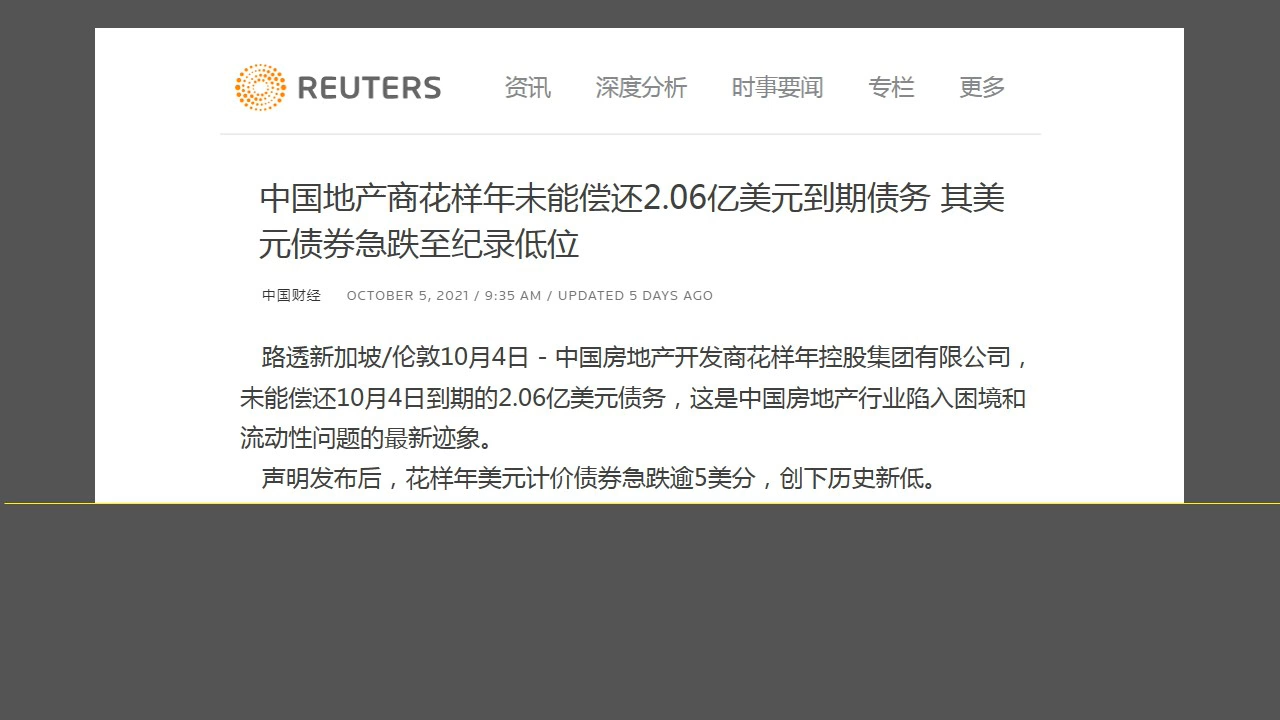 REUTERS 资讯 深度分析 时事要闻 专栏 更多
中国地产商花样年未能偿还2.06亿美元到期债务 其美
元债券急跌至纪录低位
中国财经 OCTOBER 5, 2021 / 9:35 AM / UPDATED 5 DAYS AGO
路透新加坡/伦敦10月4日 - 中国房地产开发商花样年控股集团有限公司，
未能偿还10月4日到期的2.06亿美元债务，这是中国房地产行业陷入困境和
流动性问题的最新迹象。
声明发布后，花样年美元计价债券急跌逾5美分，创下历史新低。